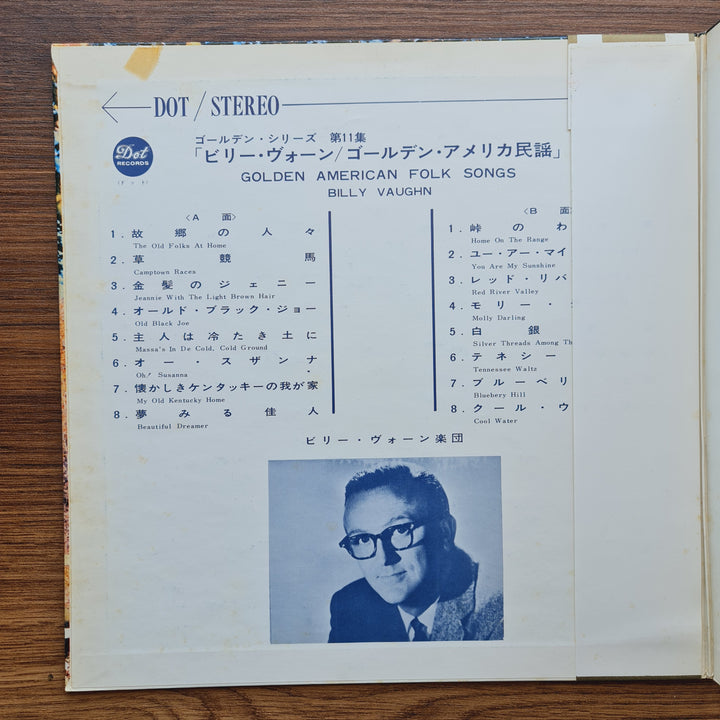 DOT / STEREO
Dot
RECORDS
(ドット)
ゴールデン・シリーズ 第11集
「ビリー・ヴォーン/ゴールデン・アメリカ民謡」
GOLDEN AMERICAN FOLK SONGS
BILLY VAUGHN
〈A 面〉
1. 故郷の人々
The Old Folks At Home
2. 草競馬
Camptown Races
3. 金髪のジェニー
Jeannie With The Light Brown Hair
4. オールド・ブラック・ジョー
Old Black Joe
5. 主人は冷たき土に
Massa's In De Cold, Cold Ground
6. オー・スザンナ
Oh! Susanna
7. 懐かしきケンタッキーの我が家
My Old Kentucky Home
8. 夢みる佳人
Beautiful Dreamer
〈B 面
1. 峠のわ
Home On The Range
2. ユー・アー・マイ
You Are My Sunshine
3. レッド・リバ
Red River Valley
4. モリー・
Molly Darling
5. 白銀
Silver Threads Among Th
6. テネシー
Tennessee Waltz
7. ブルーベリ
Bluebery Hill
8. クール・ウ
Cool Water
ビリー・ヴォーン楽団